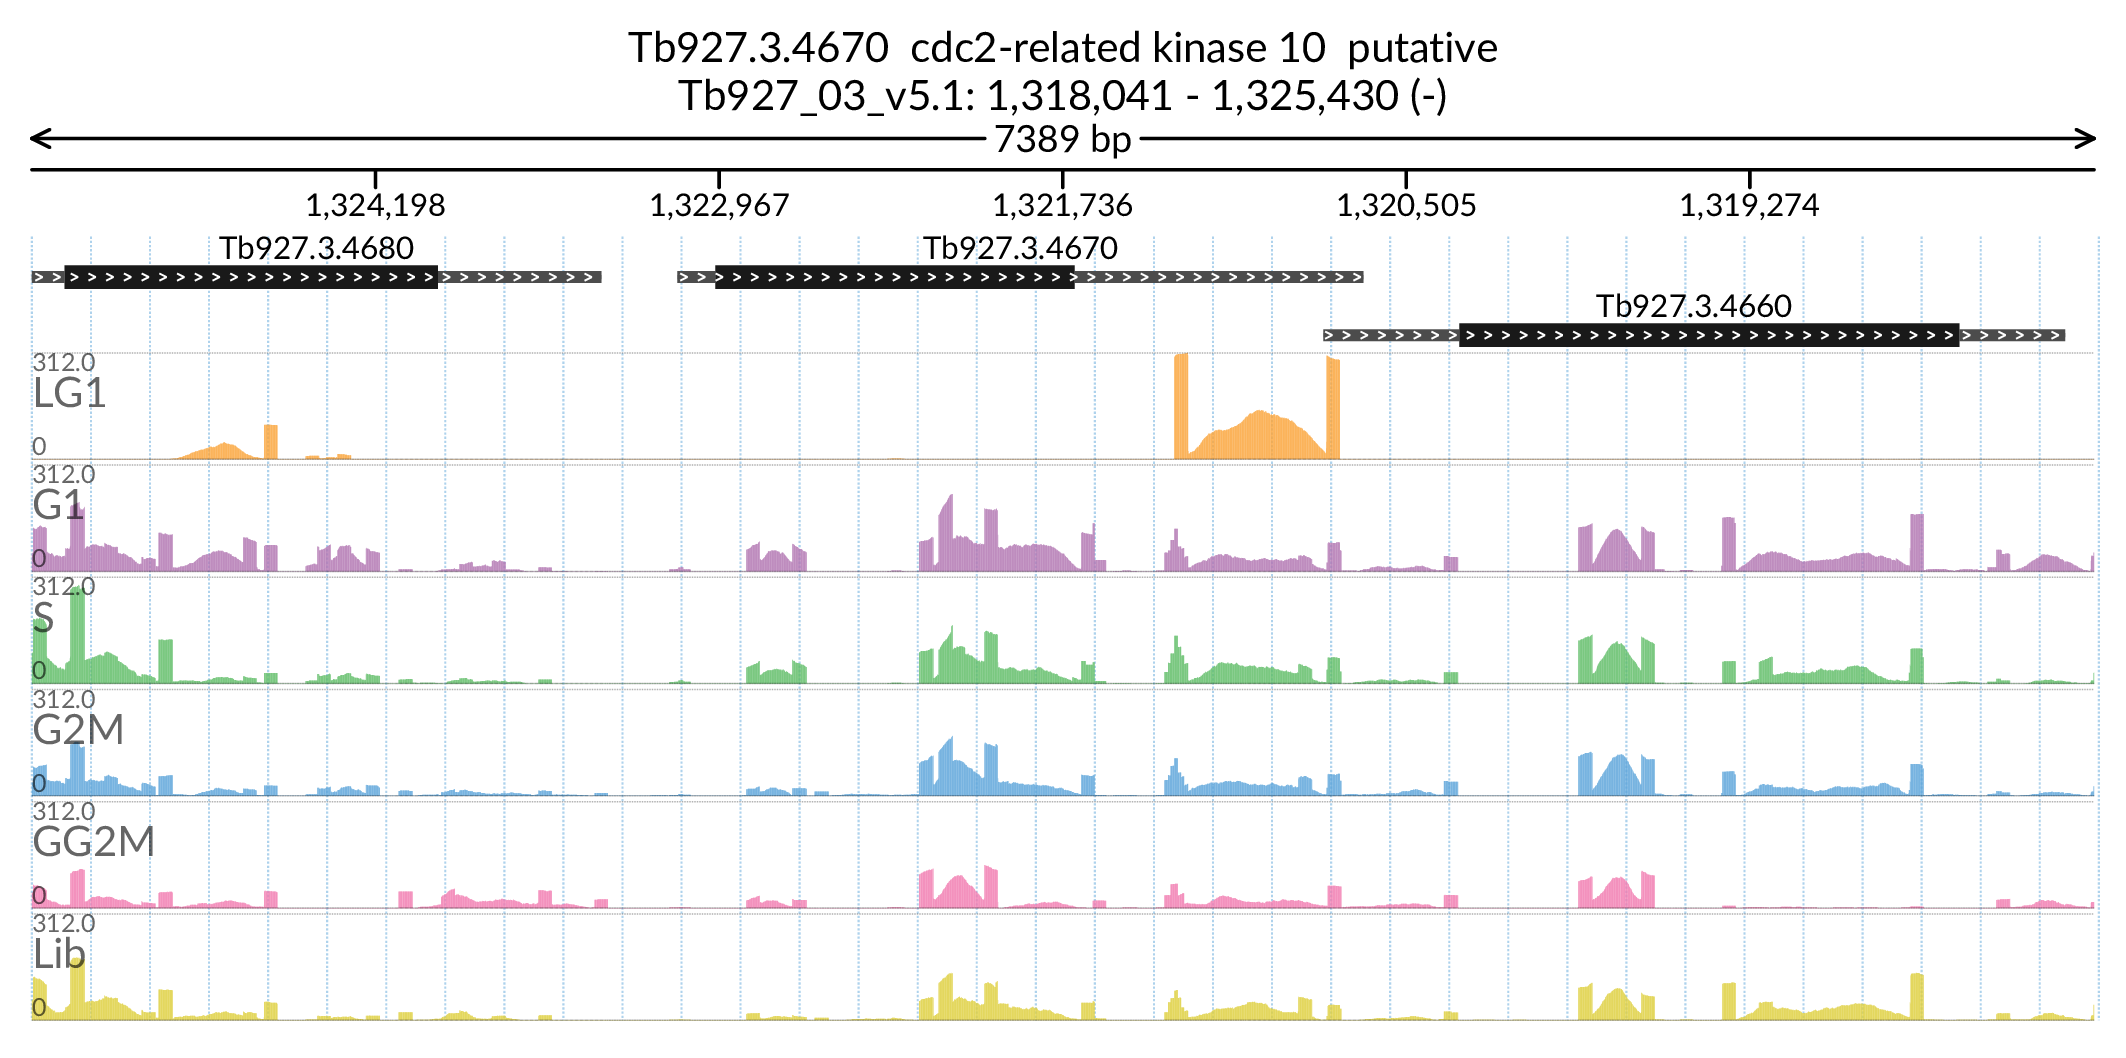 Tb927.3.4670  cdc2-related kinase 10  putative
Tb927_03_v5.1: 1,318,041 - 1,325,430 (-)
7389 bp
1,324,198 1,322,967 1,321,736 1,320,505 1,319,274
Tb927.3.4680 Tb927.3.4670
Tb927.3.4660
312.0
LG1
0
312.0
G1
0
312.0
S
0
312.0
G2M
0
312.0
GG2M
0
312.0
Lib
0